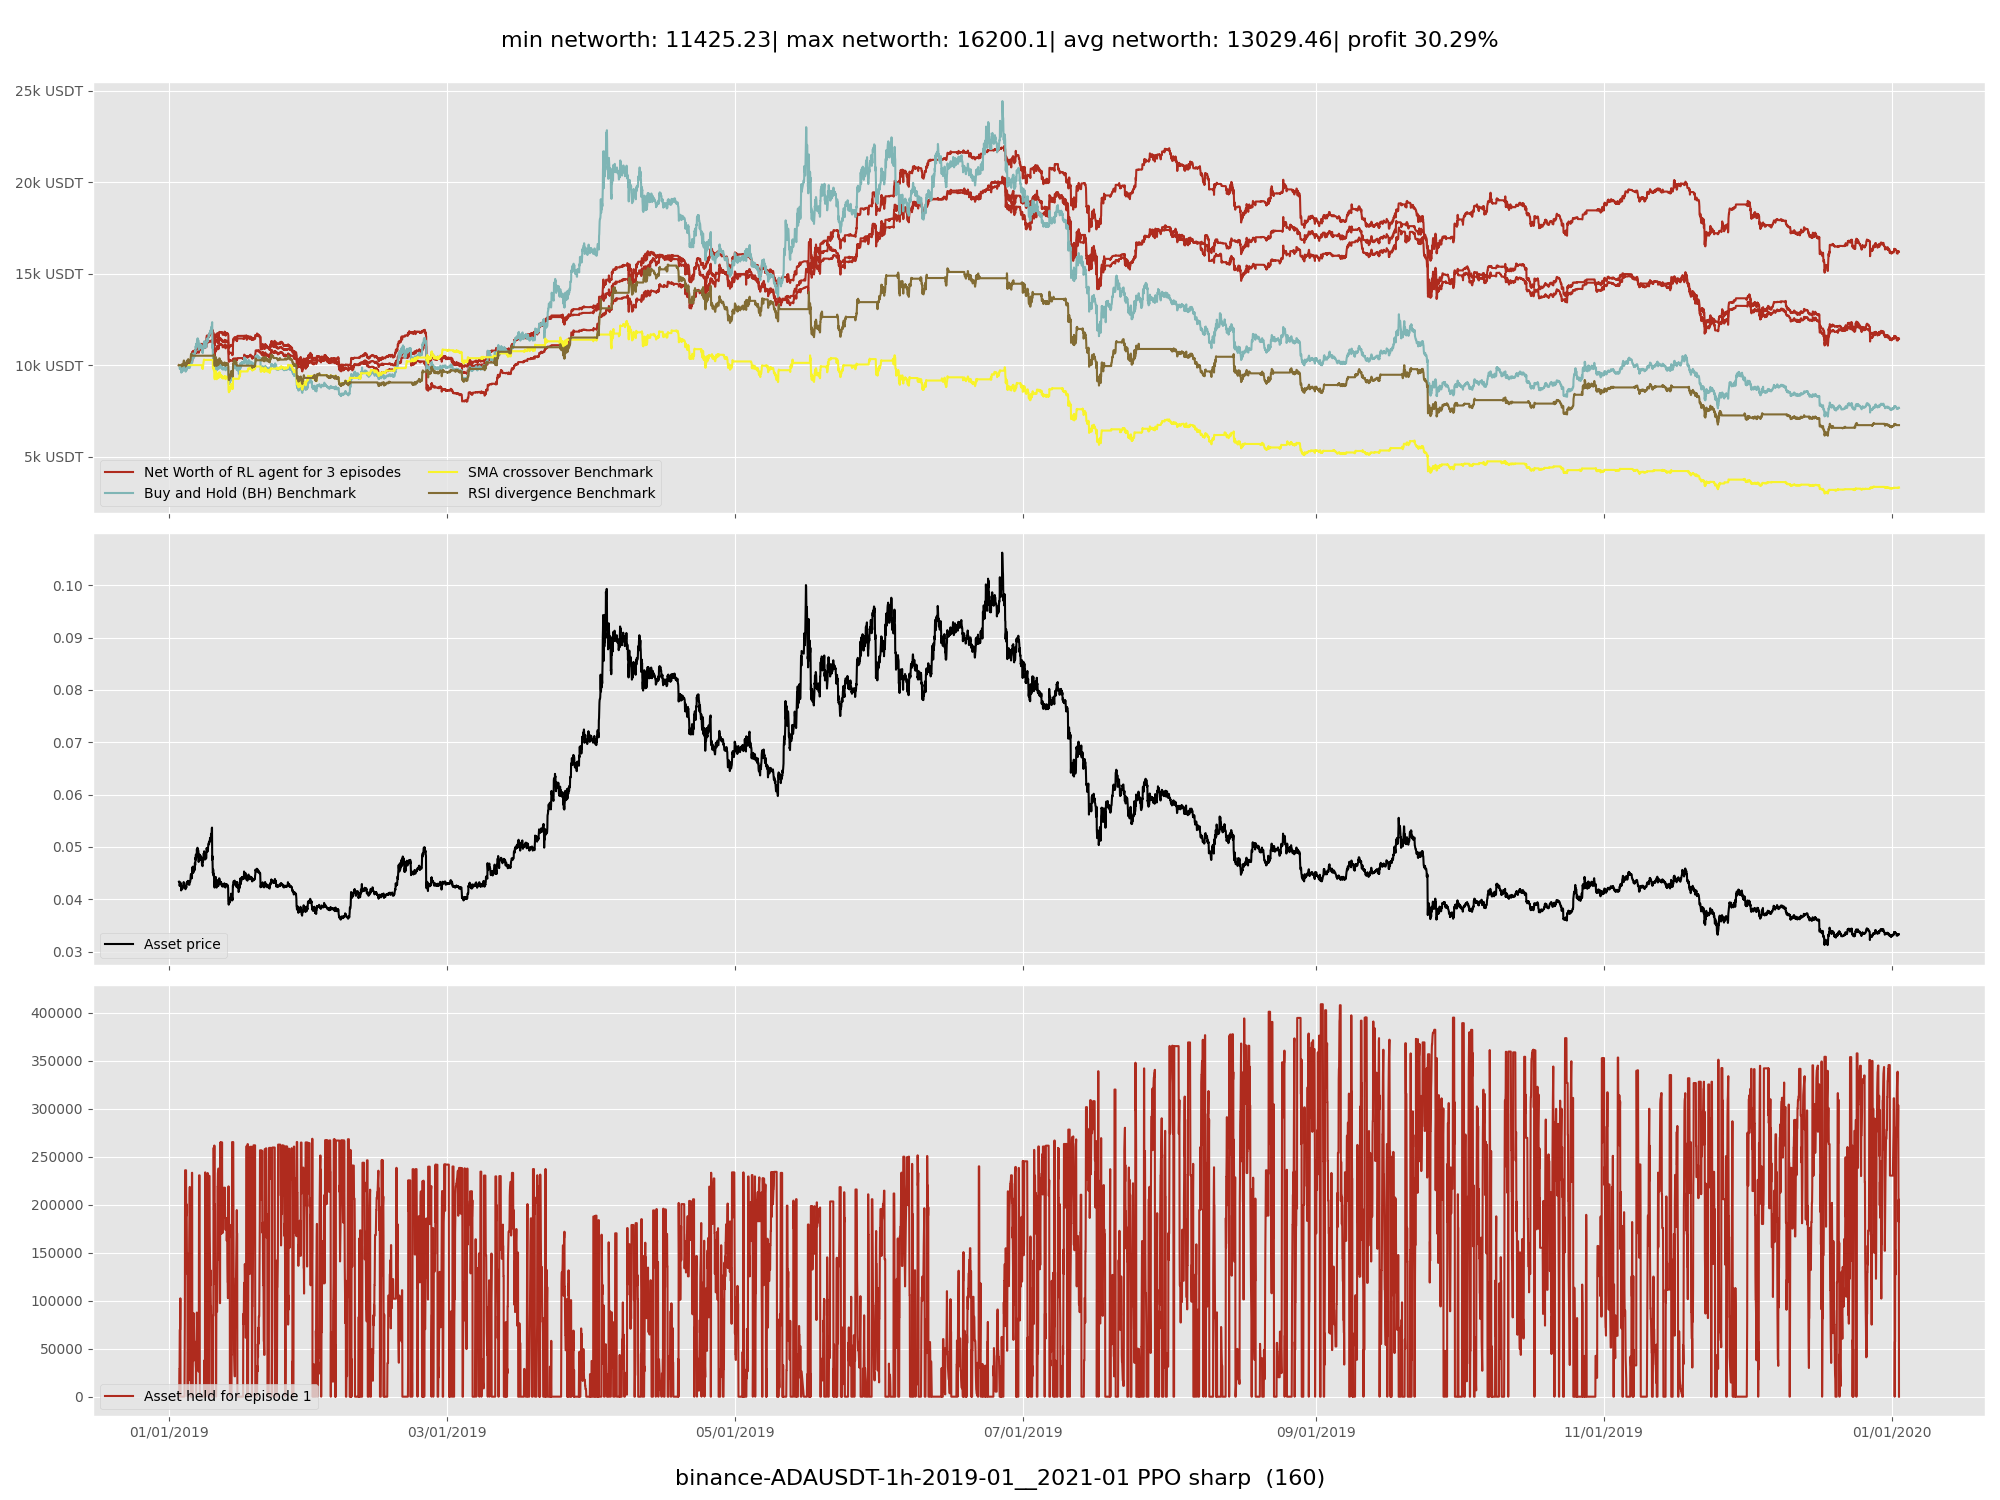 min networth: 11425.23| max networth: 16200.1| avg networth: 13029.46| profit 30.29%
25k USDT
20k USDT
15k USDT
10k USDT
5k USDT
Net Worth of RL agent for 3 episodes
Buy and Hold (BH) Benchmark
SMA crossover Benchmark
RSI divergence Benchmark
0.10
0.09
0.08
0.07
0.06
0.05
0.04
0.03
Asset price
400000
350000
300000
250000
200000
150000
100000
50000
0
Asset held for episode 1
01/01/2019 03/01/2019 05/01/2019 07/01/2019 09/01/2019 11/01/2019 01/01/2020
binance-ADAUSDT-1h-2019-01__2021-01 PPO sharp  (160)